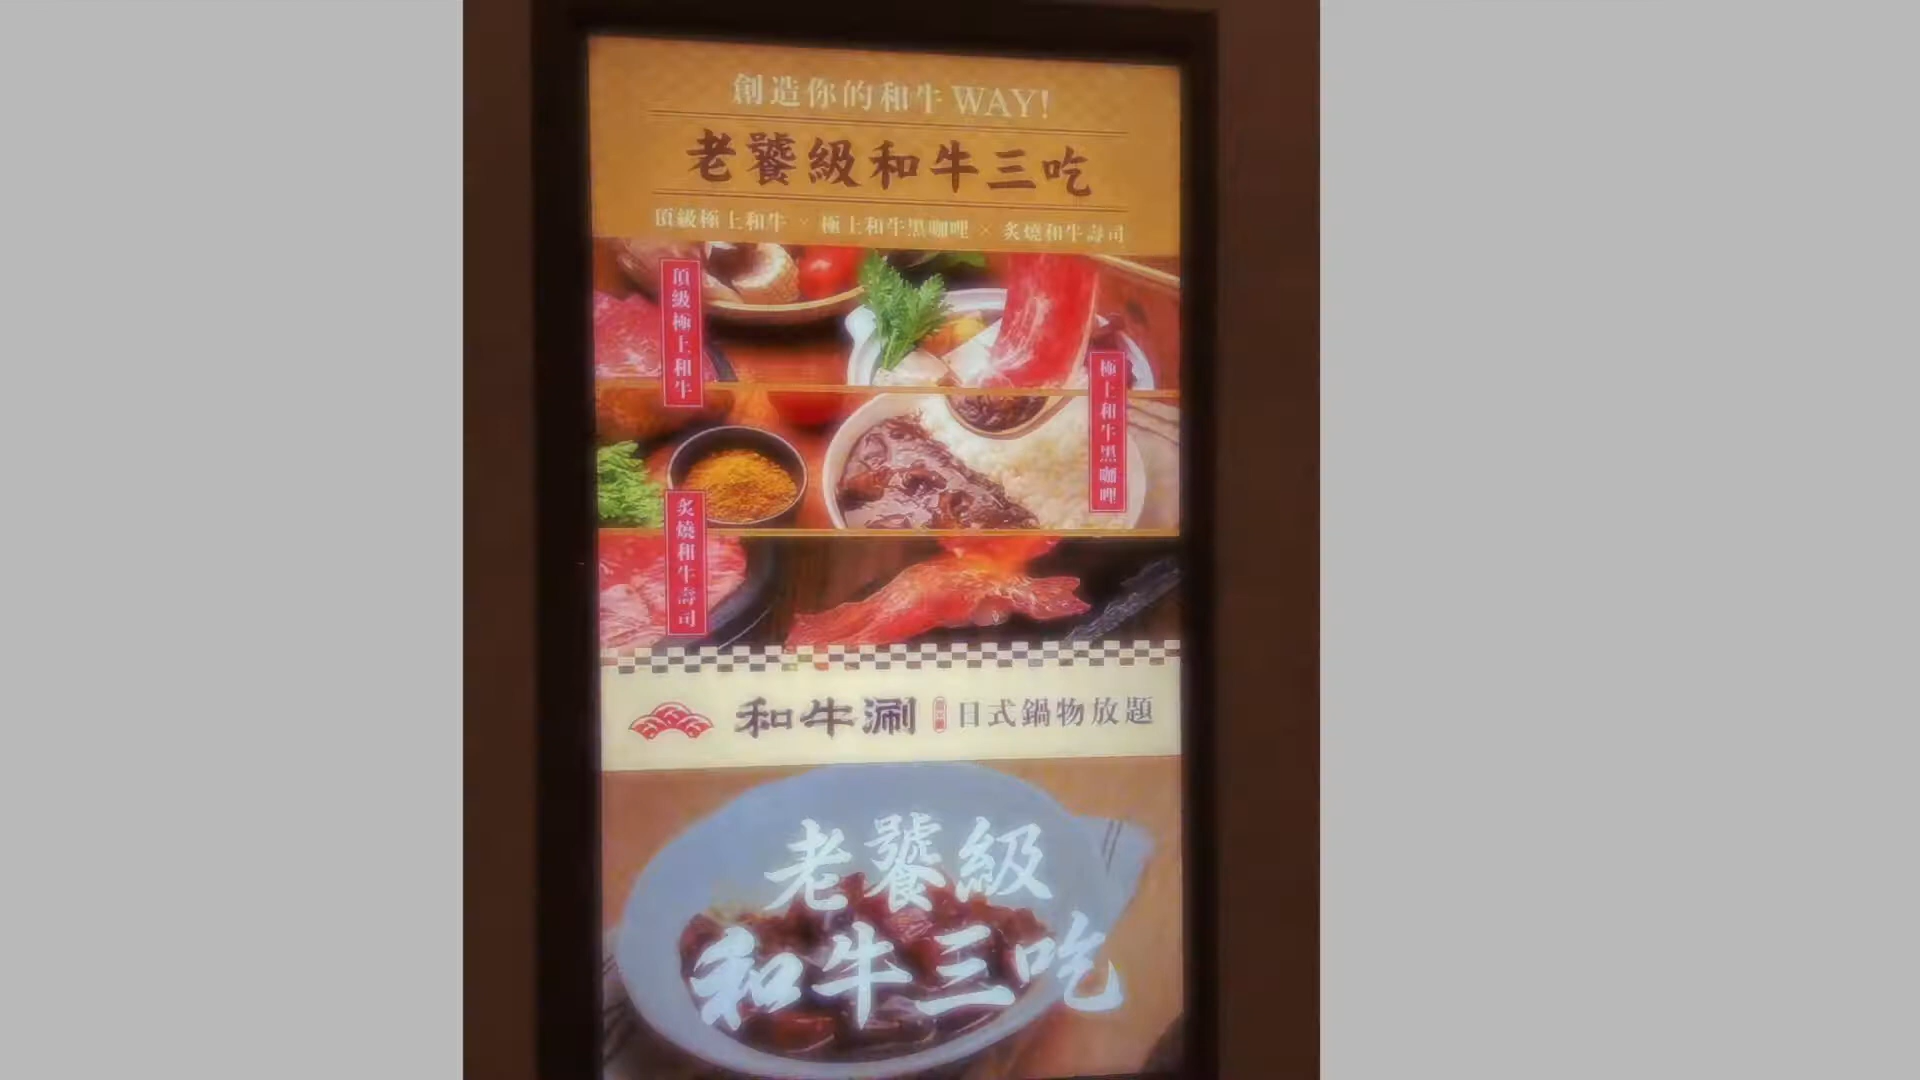 創造你的和牛WAY!
老饕級和牛三吃
頂級極上和牛 × 極上和牛黑咖哩 × 炙燒和牛壽司
頂級極上和牛
極上和牛黑咖哩
炙燒和牛壽司
和牛涮 日式鍋物放題
老饕級
和牛三吃